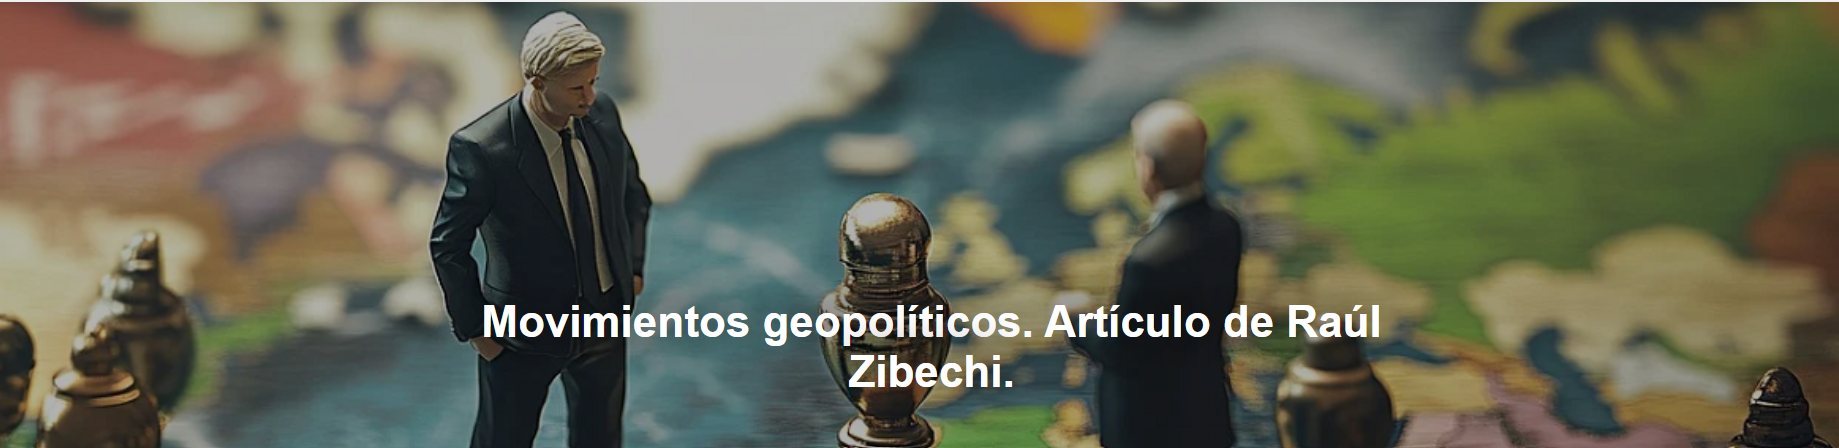 Movimientos geopolíticos. Artículo de Raúl
Zibechi.